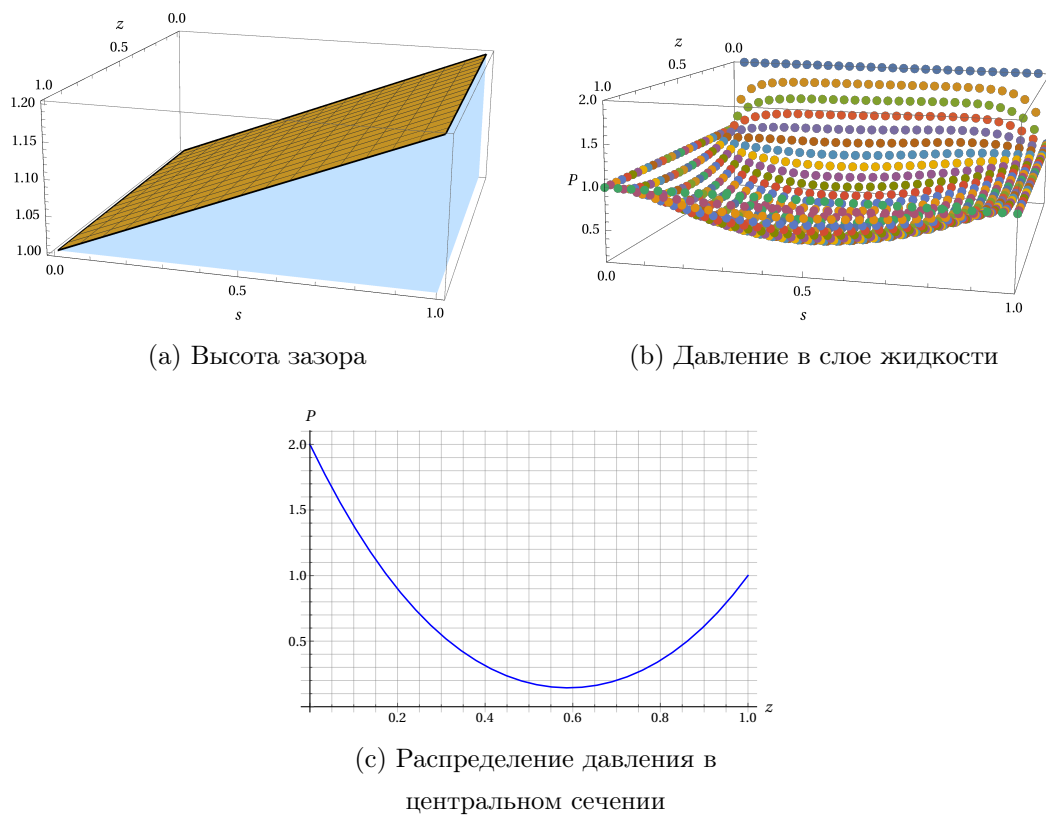 z
0.0
0.5
1.0
1.20
1.15
1.10
1.05
1.00
0.0
0.5
1.0
s
(a) Высота зазора
z
0.0
0.5
1.0
2.0
1.5
P 1.0
0.5
0.0
0.5
1.0
s
(b) Давление в слое жидкости
P
2.0
1.5
1.0
0.5
0.2 0.4 0.6 0.8 1.0 z
(c) Распределение давления в
центральном сечении